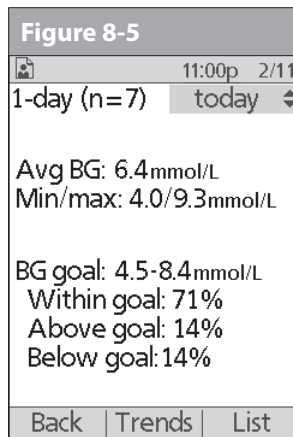 Figure 8-5
11:00p 2/11
1-day (n=7) today
Avg BG: 6.4mmol/L
Min/max: 4.0/9.3mmol/L
BG goal: 4.5-8.4mmol/L
Within goal: 71%
Above goal: 14%
Below goal:14%
Back | Trends | List